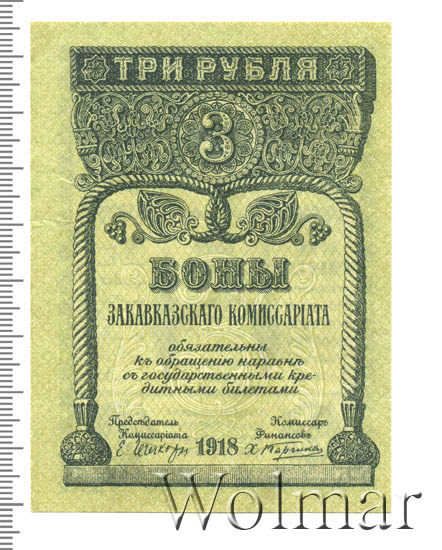 ТРИ РУБЛЯ
3
БОНЫ
ЗАКАВКАЗСКАГО КОМИССАРІАТА
обязательны
къ обращенію наравнѣ
съ государственными кре-
дитными билетами
Предсѣдатель Комиссаръ
Комиссаріата 1918 Финансовъ
Wolmar